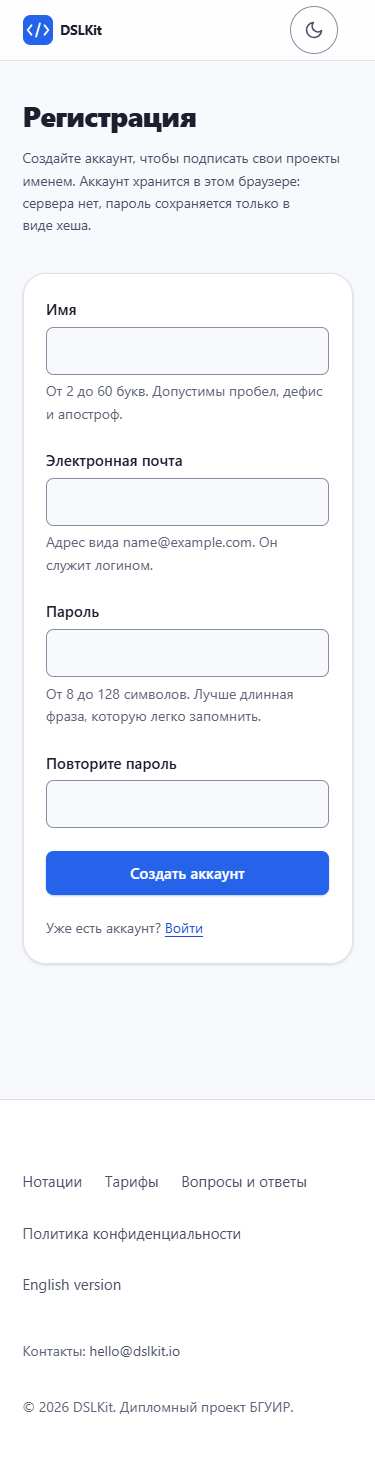 DSLKit
Регистрация
Создайте аккаунт, чтобы подписать свои проекты
именем. Аккаунт хранится в этом браузере:
сервера нет, пароль сохраняется только в
виде хеша.
Имя
От 2 до 60 букв. Допустимы пробел, дефис
и апостроф.
Электронная почта
Адрес вида name@example.com. Он
служит логином.
Пароль
От 8 до 128 символов. Лучше длинная
фраза, которую легко запомнить.
Повторите пароль
Создать аккаунт
Уже есть аккаунт? Войти
Нотации Тарифы Вопросы и ответы
Политика конфиденциальности
English version
Контакты: hello@dslkit.io
© 2026 DSLKit. Дипломный проект БГУИР.